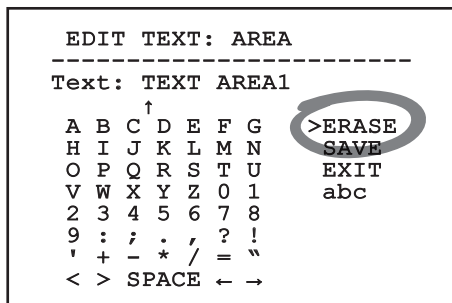 EDIT TEXT: AREA
------------------------
Text: TEXT AREA1
↑
A B C D E F G >ERASE
H I J K L M N SAVE
O P Q R S T U EXIT
V W X Y Z 0 1 abc
2 3 4 5 6 7 8
9 : ; . , ? !
' + - * / = "
< > SPACE ← →